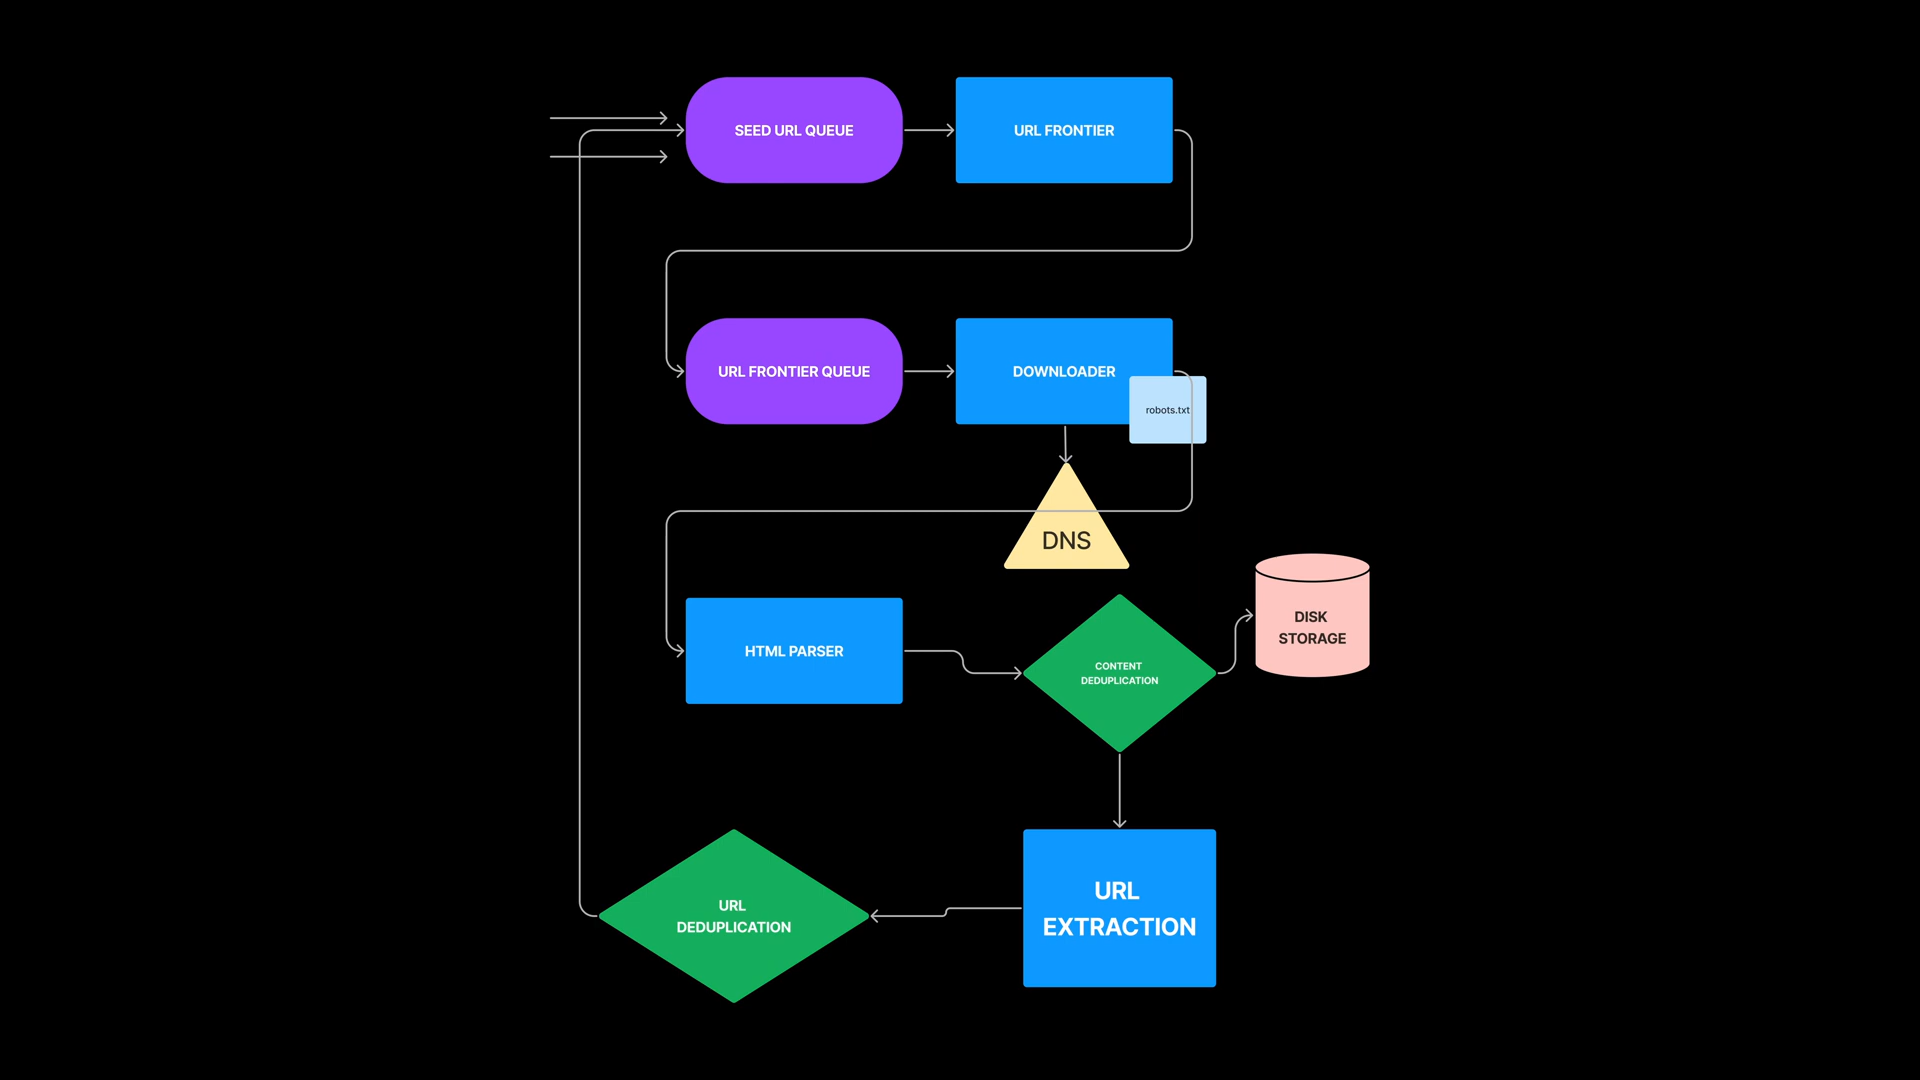 SEED URL QUEUE
URL FRONTIER
URL FRONTIER QUEUE
DOWNLOADER
robots.txt
DNS
DISK
STORAGE
HTML PARSER
CONTENT
DEDUPLICATION
URL
DEDUPLICATION
URL
EXTRACTION